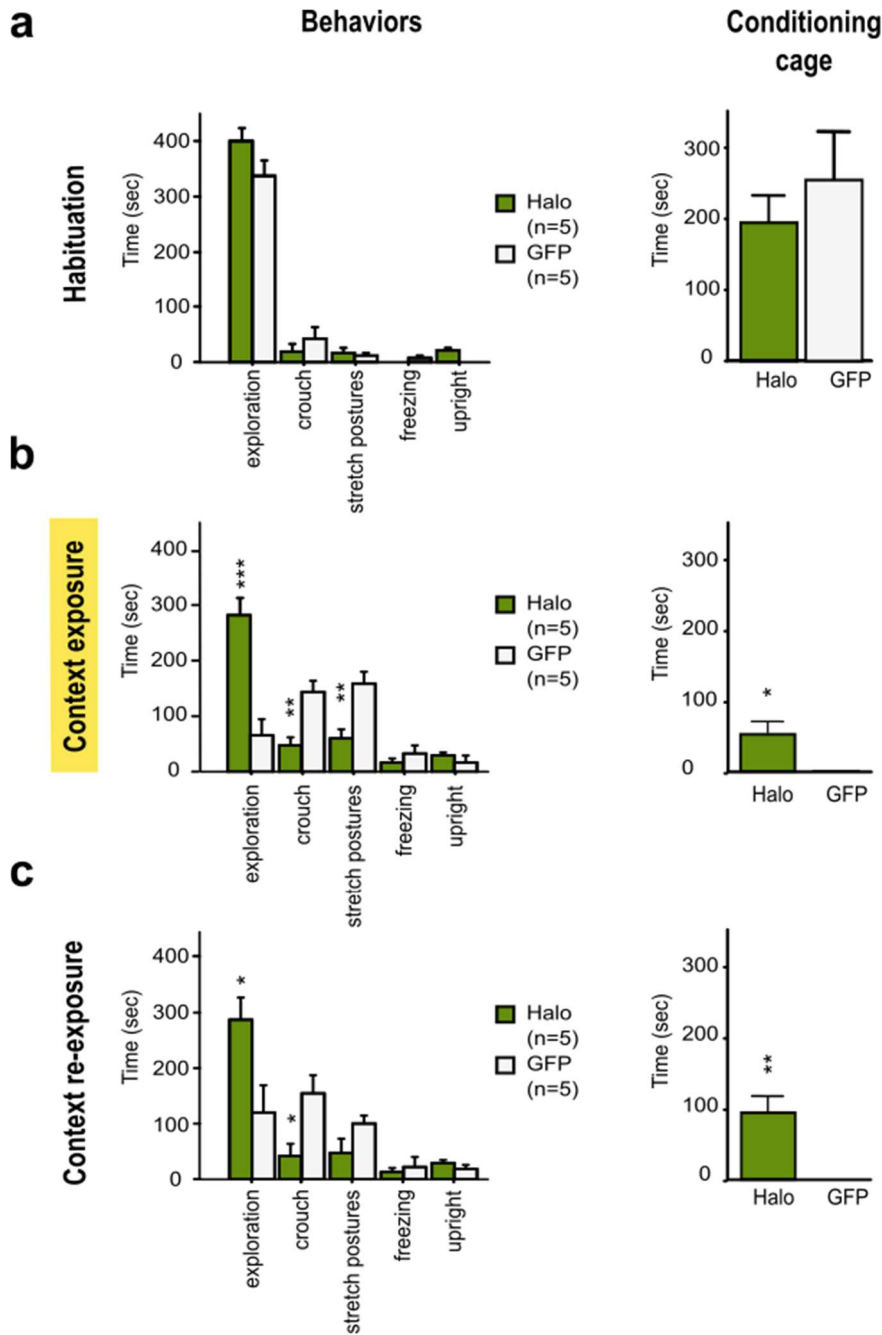 a
Behaviors
Conditioning
cage
Habituation
Time (sec)
400
300
200
100
0
exploration
crouch
stretch postures
freezing
upright
Halo
(n=5)
GFP
(n=5)
Time (sec)
300
200
100
0
Halo
GFP
b
Context exposure
Time (sec)
400
300
200
100
0
***
**
**
exploration
crouch
stretch postures
freezing
upright
Halo
(n=5)
GFP
(n=5)
Time (sec)
300
200
100
0
*
Halo
GFP
c
Context re-exposure
Time (sec)
400
300
200
100
0
*
*
exploration
crouch
stretch postures
freezing
upright
Halo
(n=5)
GFP
(n=5)
Time (sec)
300
200
100
0
**
Halo
GFP